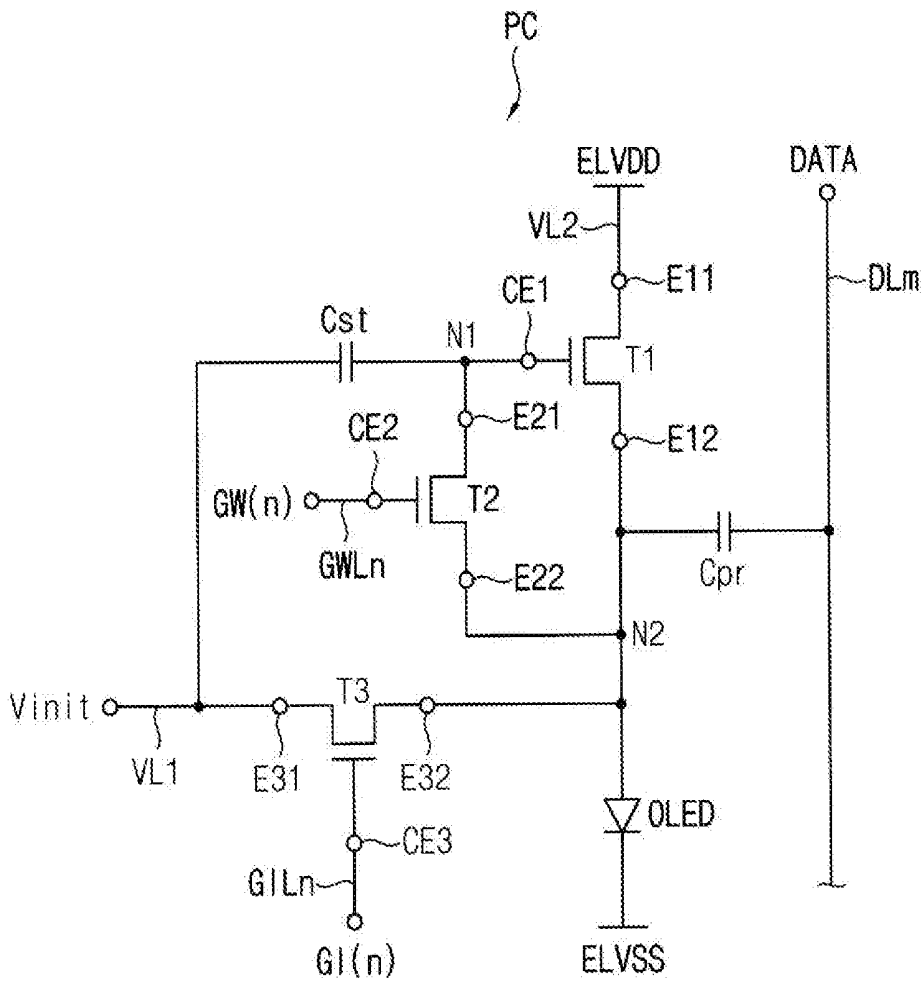 PC
ELVDD
DATA
VL2
E11
DLm
CE1
Cst
N1
T1
E21
CE2
E12
GW(n)
T2
GWLn
E22
Cpr
N2
T3
Vinit
VL1
E31
E32
OLED
CE3
GILn
GI(n)
ELVSS